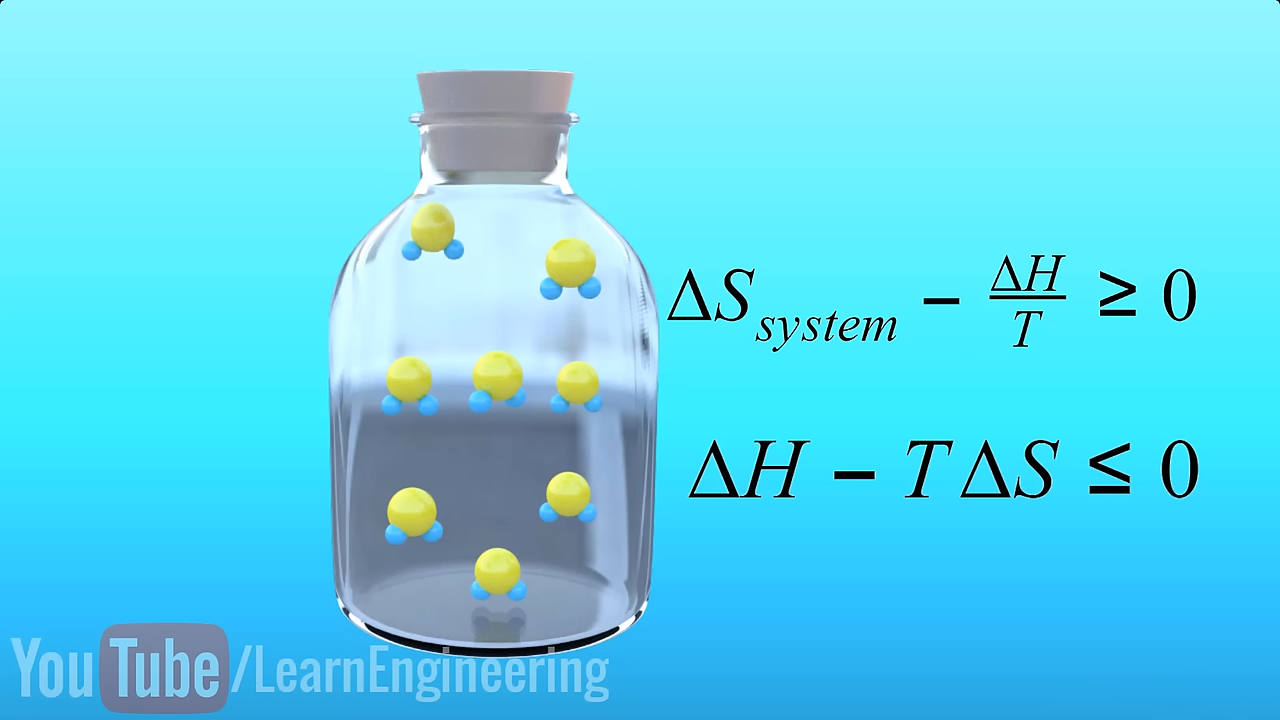 ΔS_system − ΔH/T ≥ 0
ΔH − TΔS ≤ 0
YouTube/LearnEngineering